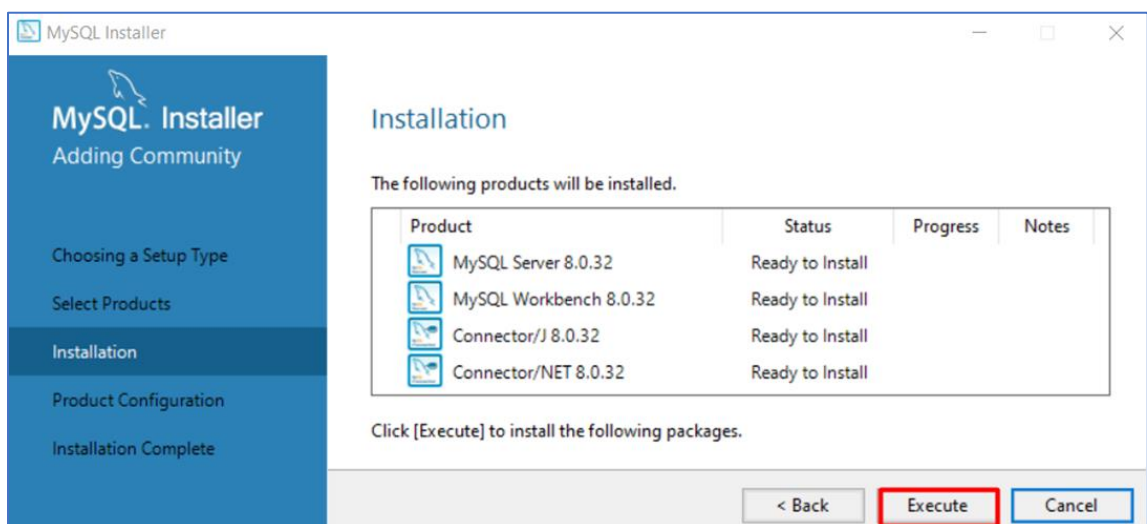 MySQL Installer
MySQL. Installer
Adding Community
Choosing a Setup Type
Select Products
Installation
Product Configuration
Installation Complete
Installation
The following products will be installed.
Product Status Progress Notes
MySQL Server 8.0.32 Ready to Install
MySQL Workbench 8.0.32 Ready to Install
Connector/J 8.0.32 Ready to Install
Connector/NET 8.0.32 Ready to Install
Click [Execute] to install the following packages.
< Back Execute Cancel